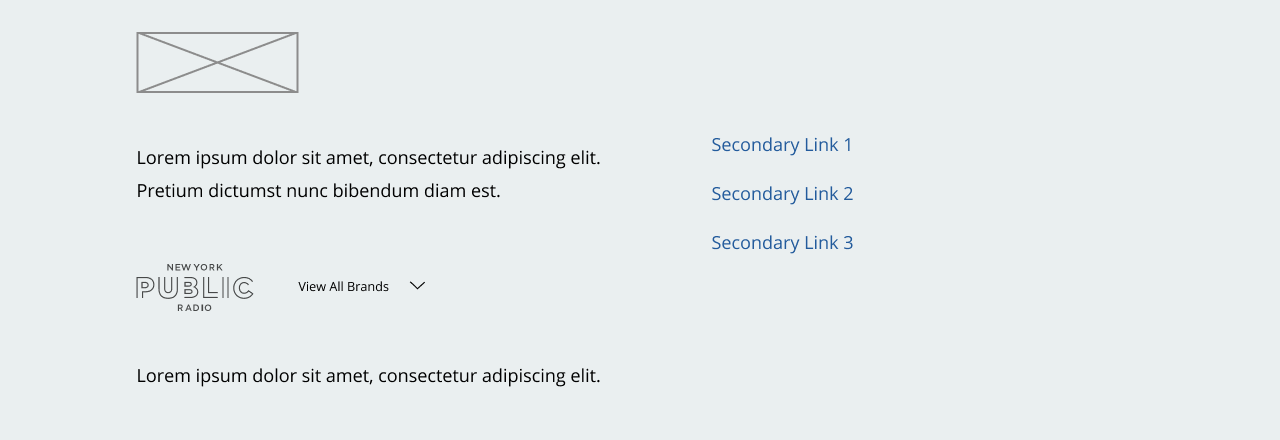 Lorem ipsum dolor sit amet, consectetur adipiscing elit.
Pretium dictumst nunc bibendum diam est.
NEW YORK
PUBLIC
RADIO
View All Brands
Lorem ipsum dolor sit amet, consectetur adipiscing elit.
Secondary Link 1
Secondary Link 2
Secondary Link 3